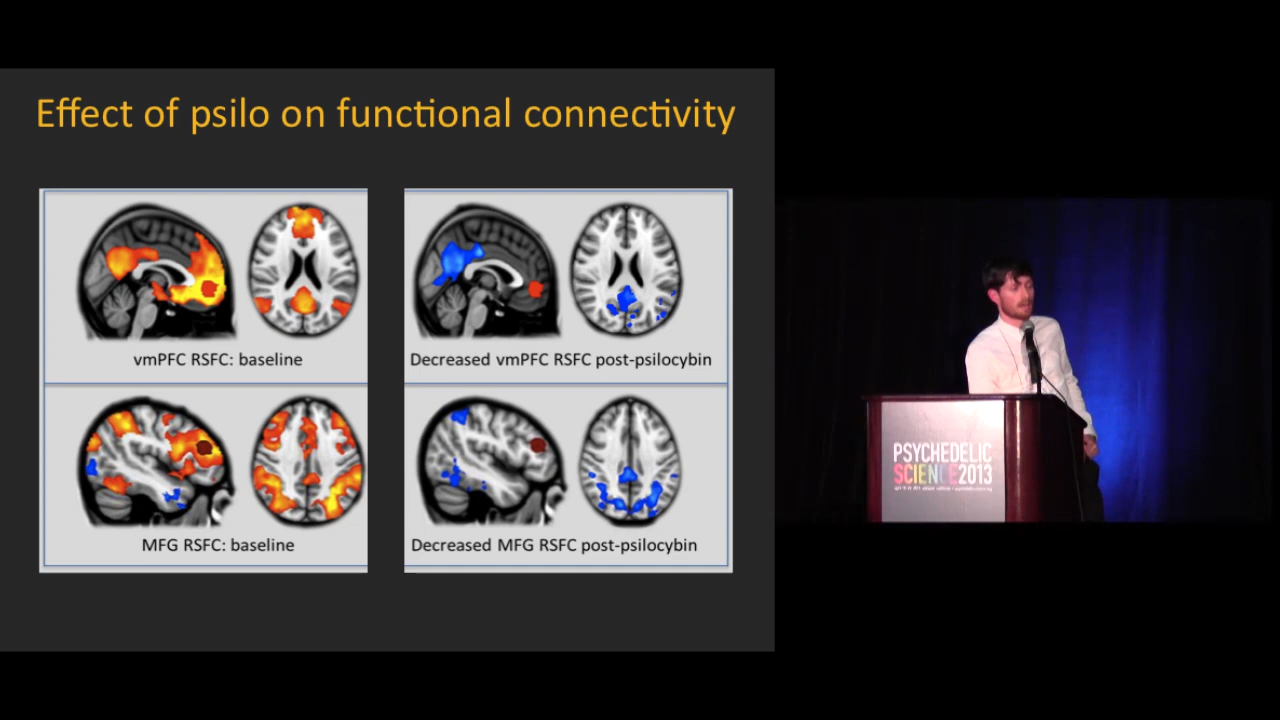 Effect of psilo on functional connectivity
vmPFC RSFC: baseline
Decreased vmPFC RSFC post-psilocybin
MFG RSFC: baseline
Decreased MFG RSFC post-psilocybin
PSYCHEDELIC
SCIENCE2013